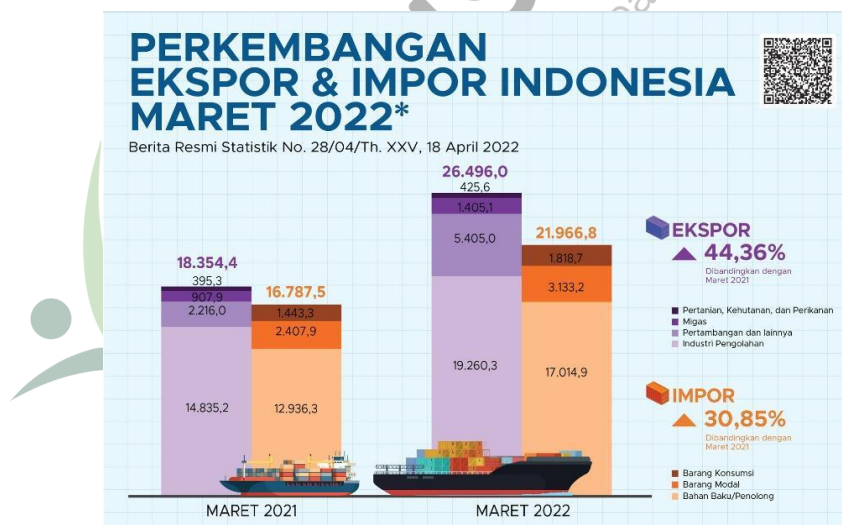 PERKEMBANGAN
EKSPOR & IMPOR INDONESIA
MARET 2022*
Berita Resmi Statistik No. 28/04/Th. XXV, 18 April 2022
18.354,4
395,3
907,9
2.216,0
14.835,2
16.787,5
1.443,3
2.407,9
12.936,3
MARET 2021
26.496,0
425,6
1.405,1
5.405,0
19.260,3
21.966,8
1.818,7
3.133,2
17.014,9
MARET 2022
EKSPOR
44,36%
Dibandingkan dengan
Maret 2021
Pertanian, Kehutanan, dan Perikanan
Migas
Pertambangan dan lainnya
Industri Pengolahan
IMPOR
30,85%
Dibandingkan dengan
Maret 2021
Barang Konsumsi
Barang Modal
Bahan Baku/Penolong